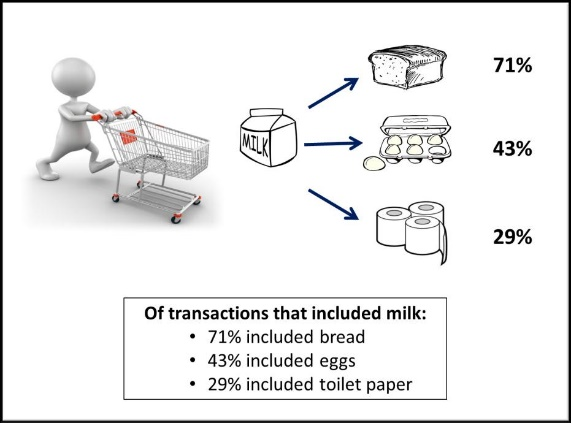 71%
MILK
43%
29%
Of transactions that included milk:
• 71% included bread
• 43% included eggs
• 29% included toilet paper